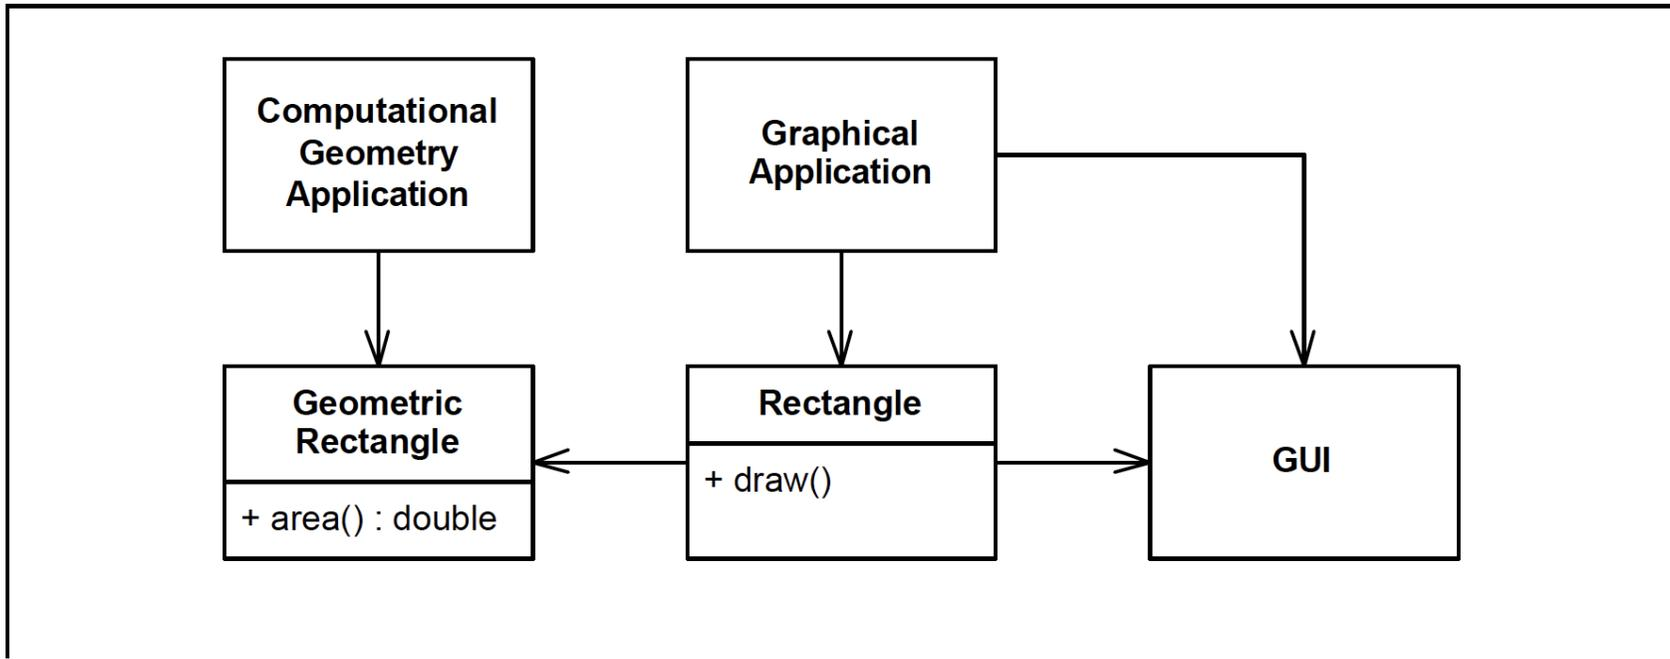 Computational
Geometry
Application
Graphical
Application
Geometric
Rectangle
+ area() : double
Rectangle
+ draw()
GUI